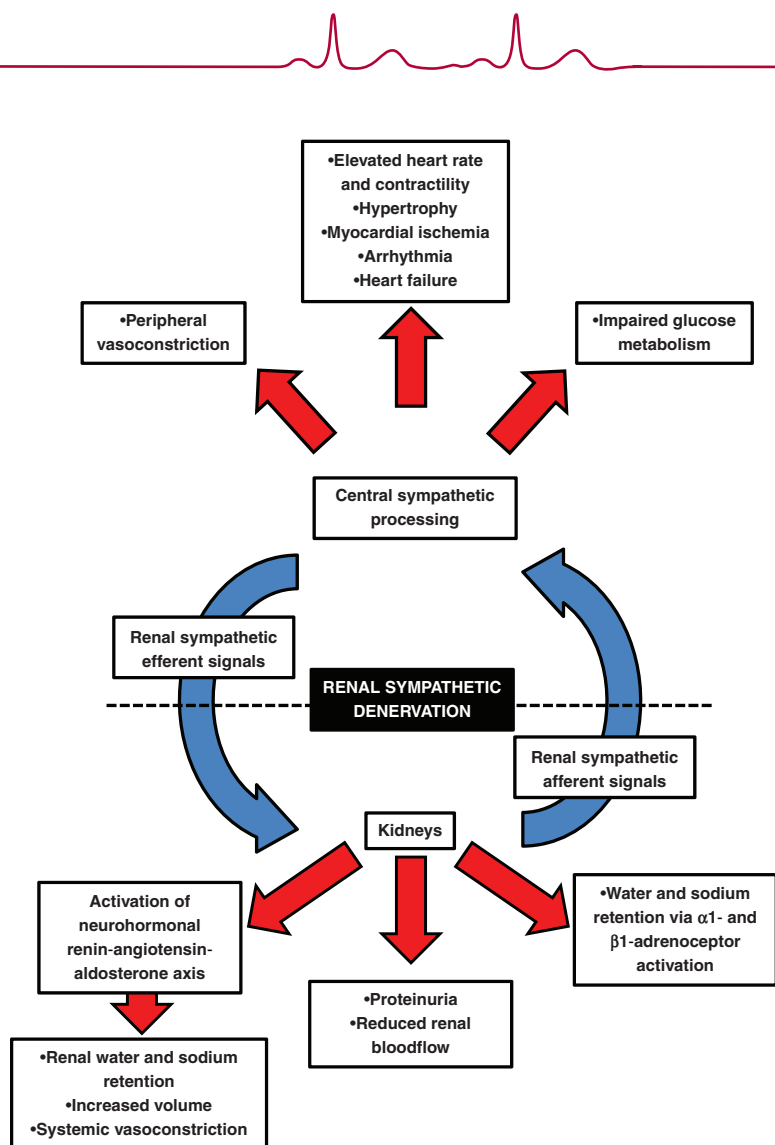 •Elevated heart rate
and contractility
•Hypertrophy
•Myocardial ischemia
•Arrhythmia
•Heart failure
•Peripheral
vasoconstriction
•Impaired glucose
metabolism
Central sympathetic
processing
Renal sympathetic
efferent signals
RENAL SYMPATHETIC
DENERVATION
Renal sympathetic
afferent signals
Kidneys
Activation of
neurohormonal
renin-angiotensin-
aldosterone axis
•Water and sodium
retention via α1- and
β1-adrenoceptor
activation
•Proteinuria
•Reduced renal
bloodflow
•Renal water and sodium
retention
•Increased volume
•Systemic vasoconstriction